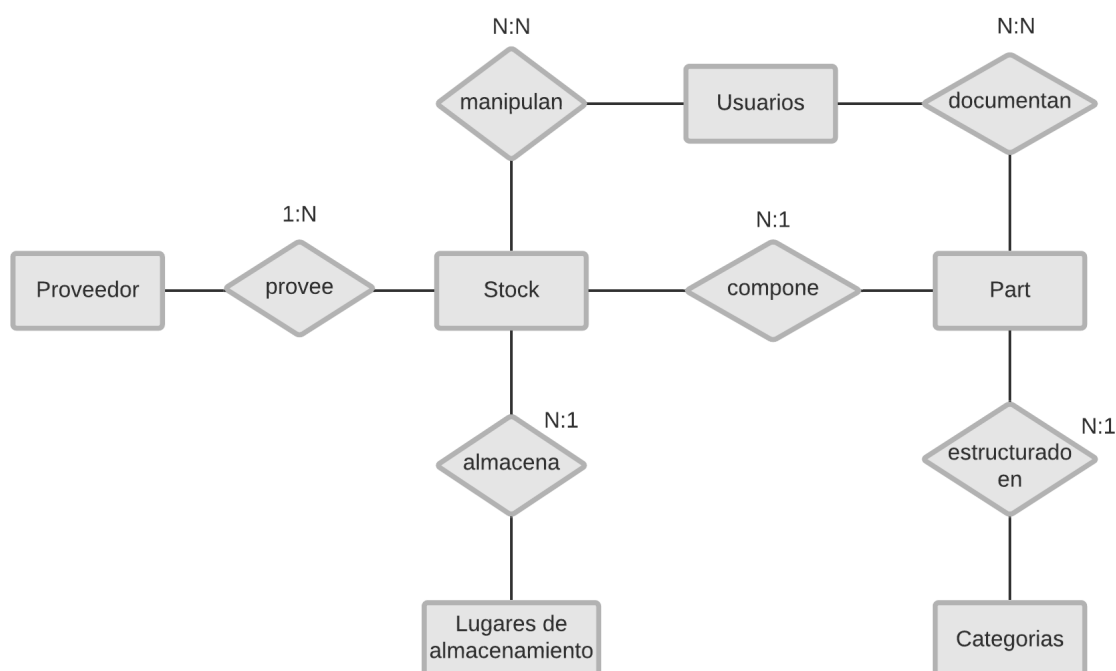 N:N
N:N
manipulan
Usuarios
documentan
1:N
N:1
Proveedor
provee
Stock
compone
Part
N:1
N:1
almacena
estructurado
en
Lugares de
almacenamiento
Categorias